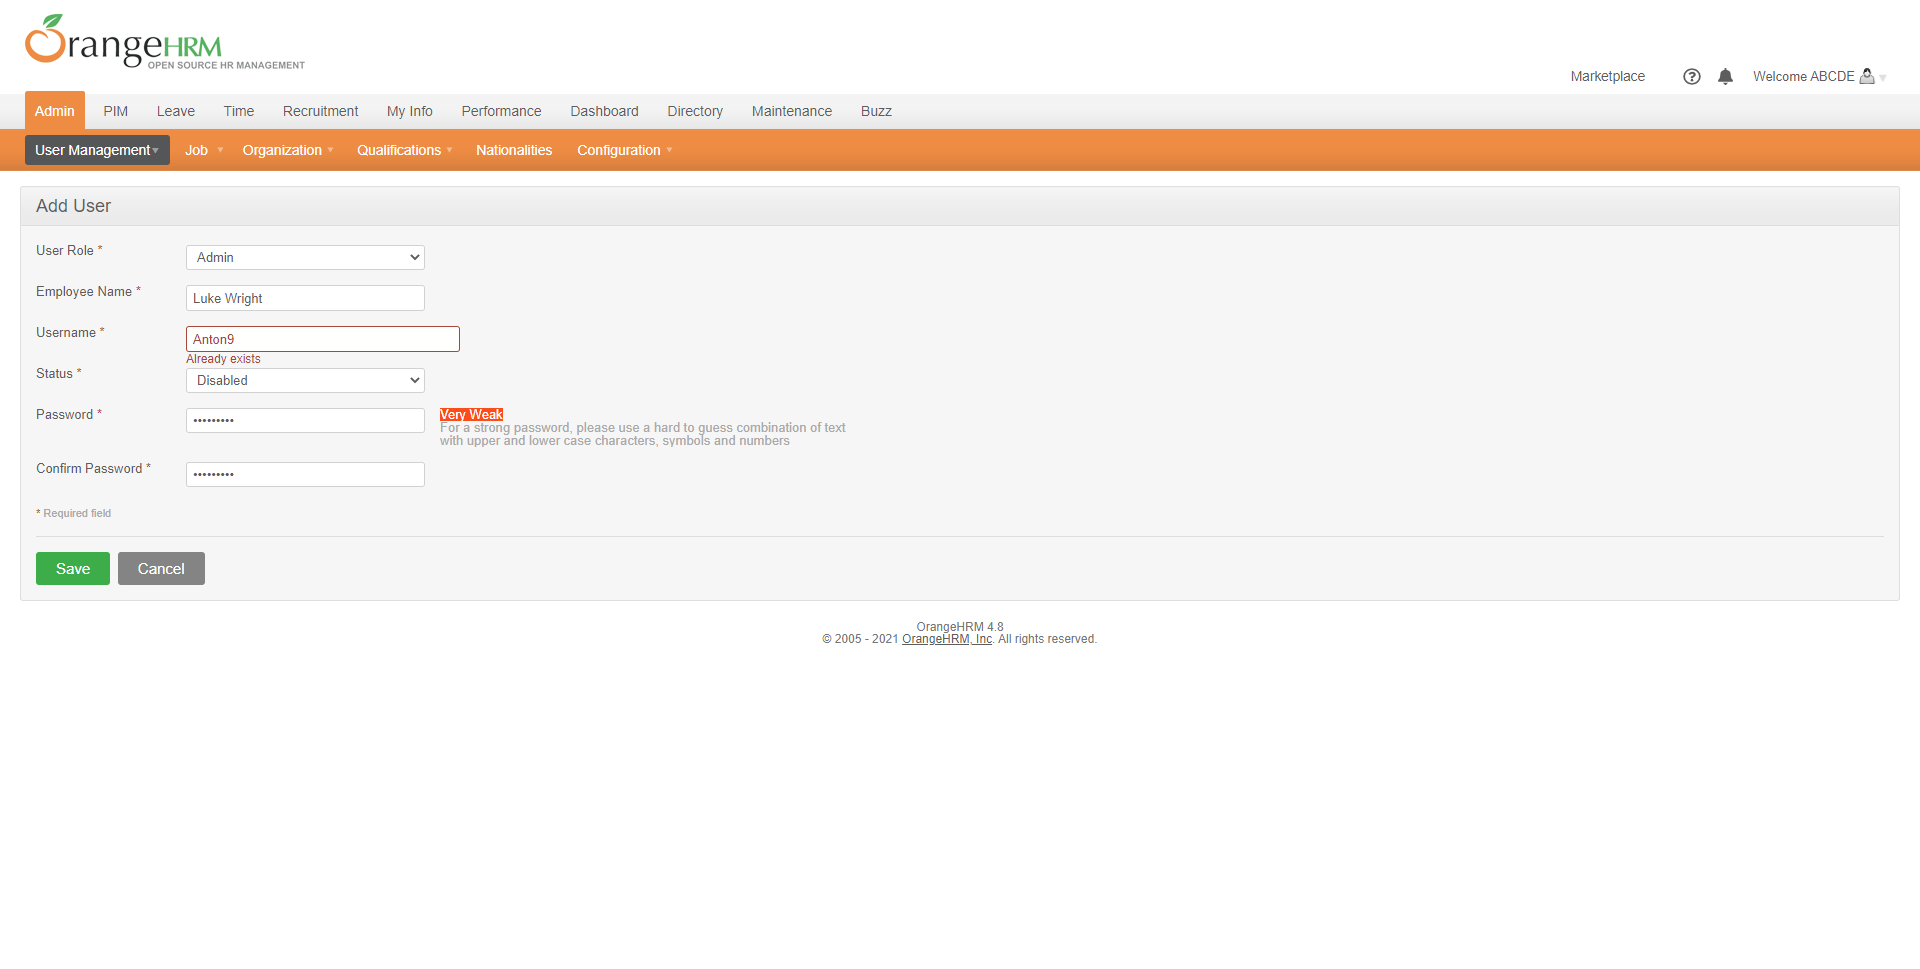 OrangeHRM
OPEN SOURCE HR MANAGEMENT
Marketplace
Welcome ABCDE
Admin PIM Leave Time Recruitment My Info Performance Dashboard Directory Maintenance Buzz
User Management Job Organization Qualifications Nationalities Configuration
Add User
User Role * Admin
Employee Name * Luke Wright
Username * Anton9
Already exists
Status * Disabled
Password * ••••••••• Very Weak
For a strong password, please use a hard to guess combination of text
with upper and lower case characters, symbols and numbers
Confirm Password * •••••••••
* Required field
Save Cancel
OrangeHRM 4.8
© 2005 - 2021 OrangeHRM, Inc. All rights reserved.